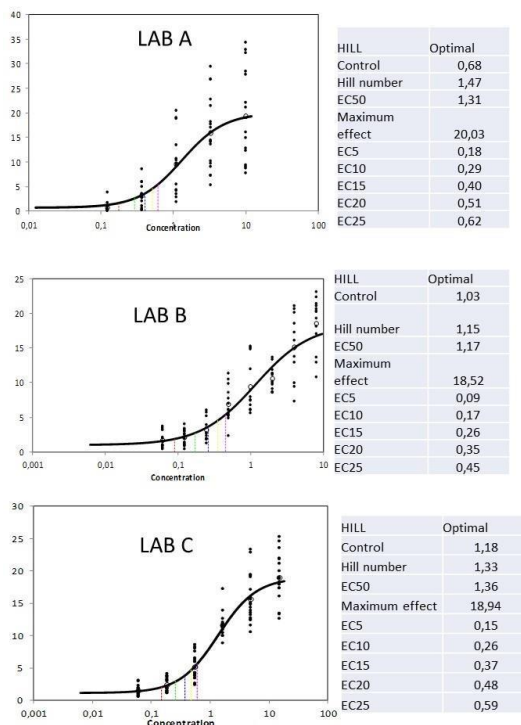 LAB A
40
35
30
25
20
15
10
5
0
0,01 0,1 1 10 100
Concentration
HILL Optimal
Control 0,68
Hill number 1,47
EC50 1,31
Maximum
effect 20,03
EC5 0,18
EC10 0,29
EC15 0,40
EC20 0,51
EC25 0,62
LAB B
25
20
15
10
5
0
0,001 0,01 0,1 1 10
Concentration
HILL Optimal
Control 1,03
Hill number 1,15
EC50 1,17
Maximum
effect 18,52
EC5 0,09
EC10 0,17
EC15 0,26
EC20 0,35
EC25 0,45
LAB C
30
25
20
15
10
5
0
0,001 0,01 0,1 1 10 100
Concentration
HILL Optimal
Control 1,18
Hill number 1,33
EC50 1,36
Maximum effect 18,94
EC5 0,15
EC10 0,26
EC15 0,37
EC20 0,48
EC25 0,59